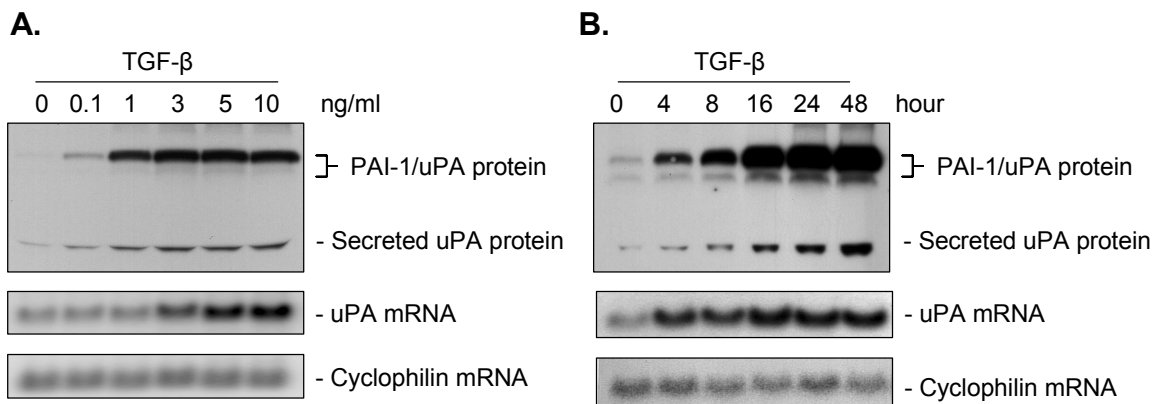 A.
TGF-β
0 0.1 1 3 5 10 ng/ml
PAI-1/uPA protein
- Secreted uPA protein
- uPA mRNA
- Cyclophilin mRNA
B.
TGF-β
0 4 8 16 24 48 hour
PAI-1/uPA protein
- Secreted uPA protein
- uPA mRNA
- Cyclophilin mRNA